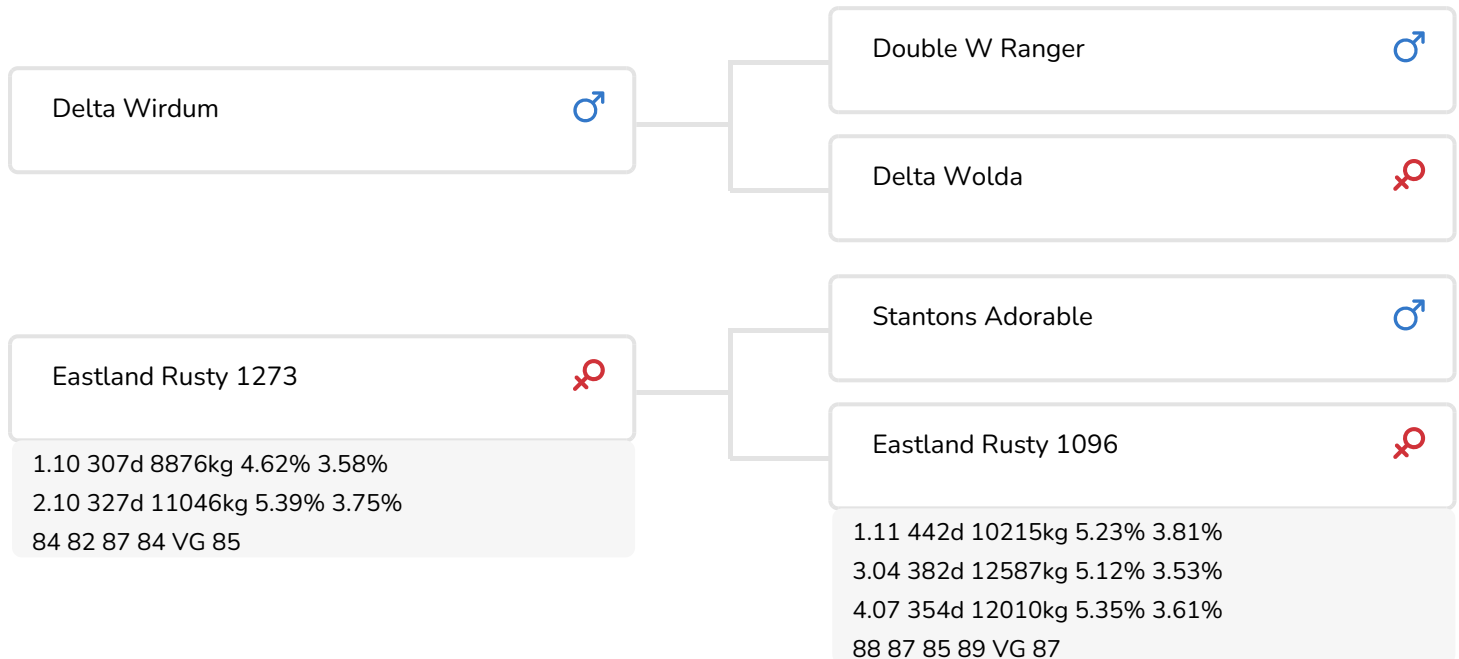 Delta Wirdum
Double W Ranger
Delta Wolda
Eastland Rusty 1273
1.10 307d 8876kg 4.62% 3.58%
2.10 327d 11046kg 5.39% 3.75%
84 82 87 84 VG 85
Stantons Adorable
Eastland Rusty 1096
1.11 442d 10215kg 5.23% 3.81%
3.04 382d 12587kg 5.12% 3.53%
4.07 354d 12010kg 5.35% 3.61%
88 87 85 89 VG 87